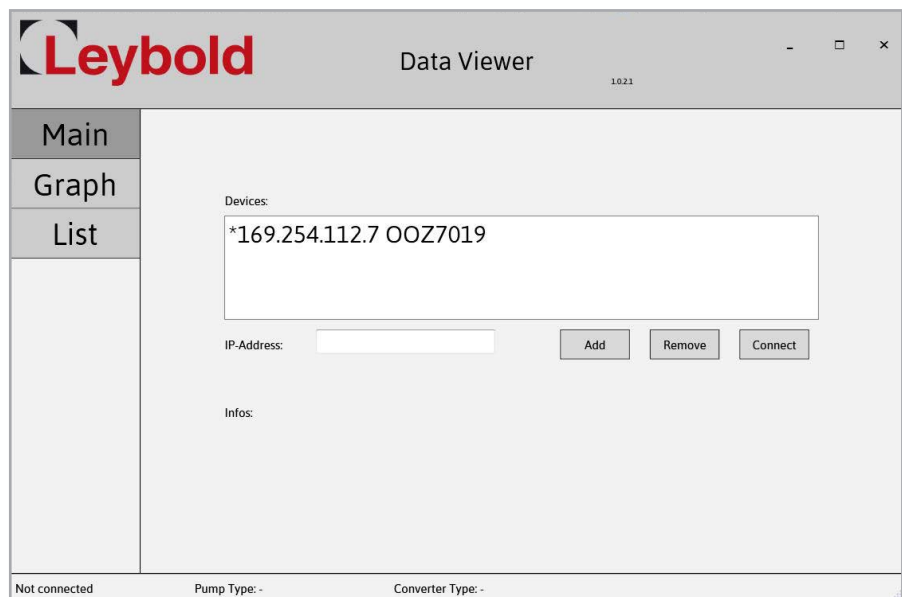 Leybold
Data Viewer
1.0.2.1
Main
Graph
List
Devices:
*169.254.112.7 OOZ7019
IP-Address:
Add Remove Connect
Infos:
Not connected Pump Type: - Converter Type: -